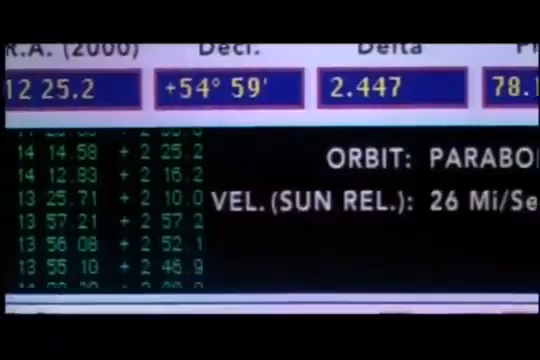 R.A. (2000) Decl. Delta
12 25.2 +54° 59' 2.447 78.1
14 14.58 + 2 25.2
14 12.83 + 2 16.2
13 25.71 + 2 10.0
13 57.21 + 2 57.2
13 56 08 + 2 52.1
13 55.10 + 2 46.9
ORBIT: PARABO
VEL. (SUN REL.): 26 Mi/Se